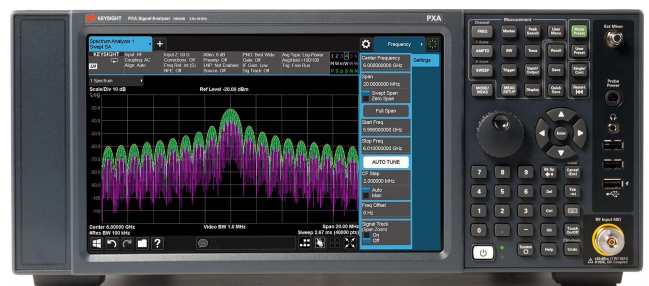 KEYSIGHT PXA Signal Analyzer
PXA
Spectrum Analyzer 1
Swept SA
KEYSIGHT Input: RF
Coupling: AC
Align: Auto
Input Z: 50 Ω
Corrections: Off
Freq Ref: Int (S)
NFE: Off
Atten: 6 dB
Preamp: Off
Source: Off
PNO: Best Wide
Gate: Off
IF Gain: Low
Sig Track: Off
Avg Type: Log-Power
Avg|Hold:>100/100
Trig: Free Run
1 Spectrum
Scale/Div 10 dB
Ref Level -20.00 dBm
Log
Center 6.00000 GHz
#Res BW 100 kHz
Video BW 1.0 MHz
Span 20.00 MHz
Sweep 2.67 ms (40000 pts)
Frequency
Settings
Center Frequency
6.000000000 GHz
Span
20.0000000 MHz
Swept Span
Zero Span
Full Span
Start Freq
5.990000000 GHz
Stop Freq
6.010000000 GHz
AUTO TUNE
CF Step
2.000000 MHz
Auto
Man
Freq Offset
0 Hz
Signal Track
(Span Zoom)
On
Off
Channel
Measurement
FREQ
Marker
Peak Search
User Menu
Mode Preset
AMPTD
BW
Trace
Recall
User Preset
SWEEP
Trigger
Input/ Output
Save
Single/ Cont
MODE/ MEAS
MEAS SETUP
Display
Quick Save
Restart
Enter
7
8
9
Bk Sp
Cancel (Esc)
4
5
6
Del
Tab
1
2
3
Ctrl
0
.
-
Alt
Touch On/Off
System
Help
Undo
Local
Ext Mixer
Probe Power
RF Input 50Ω